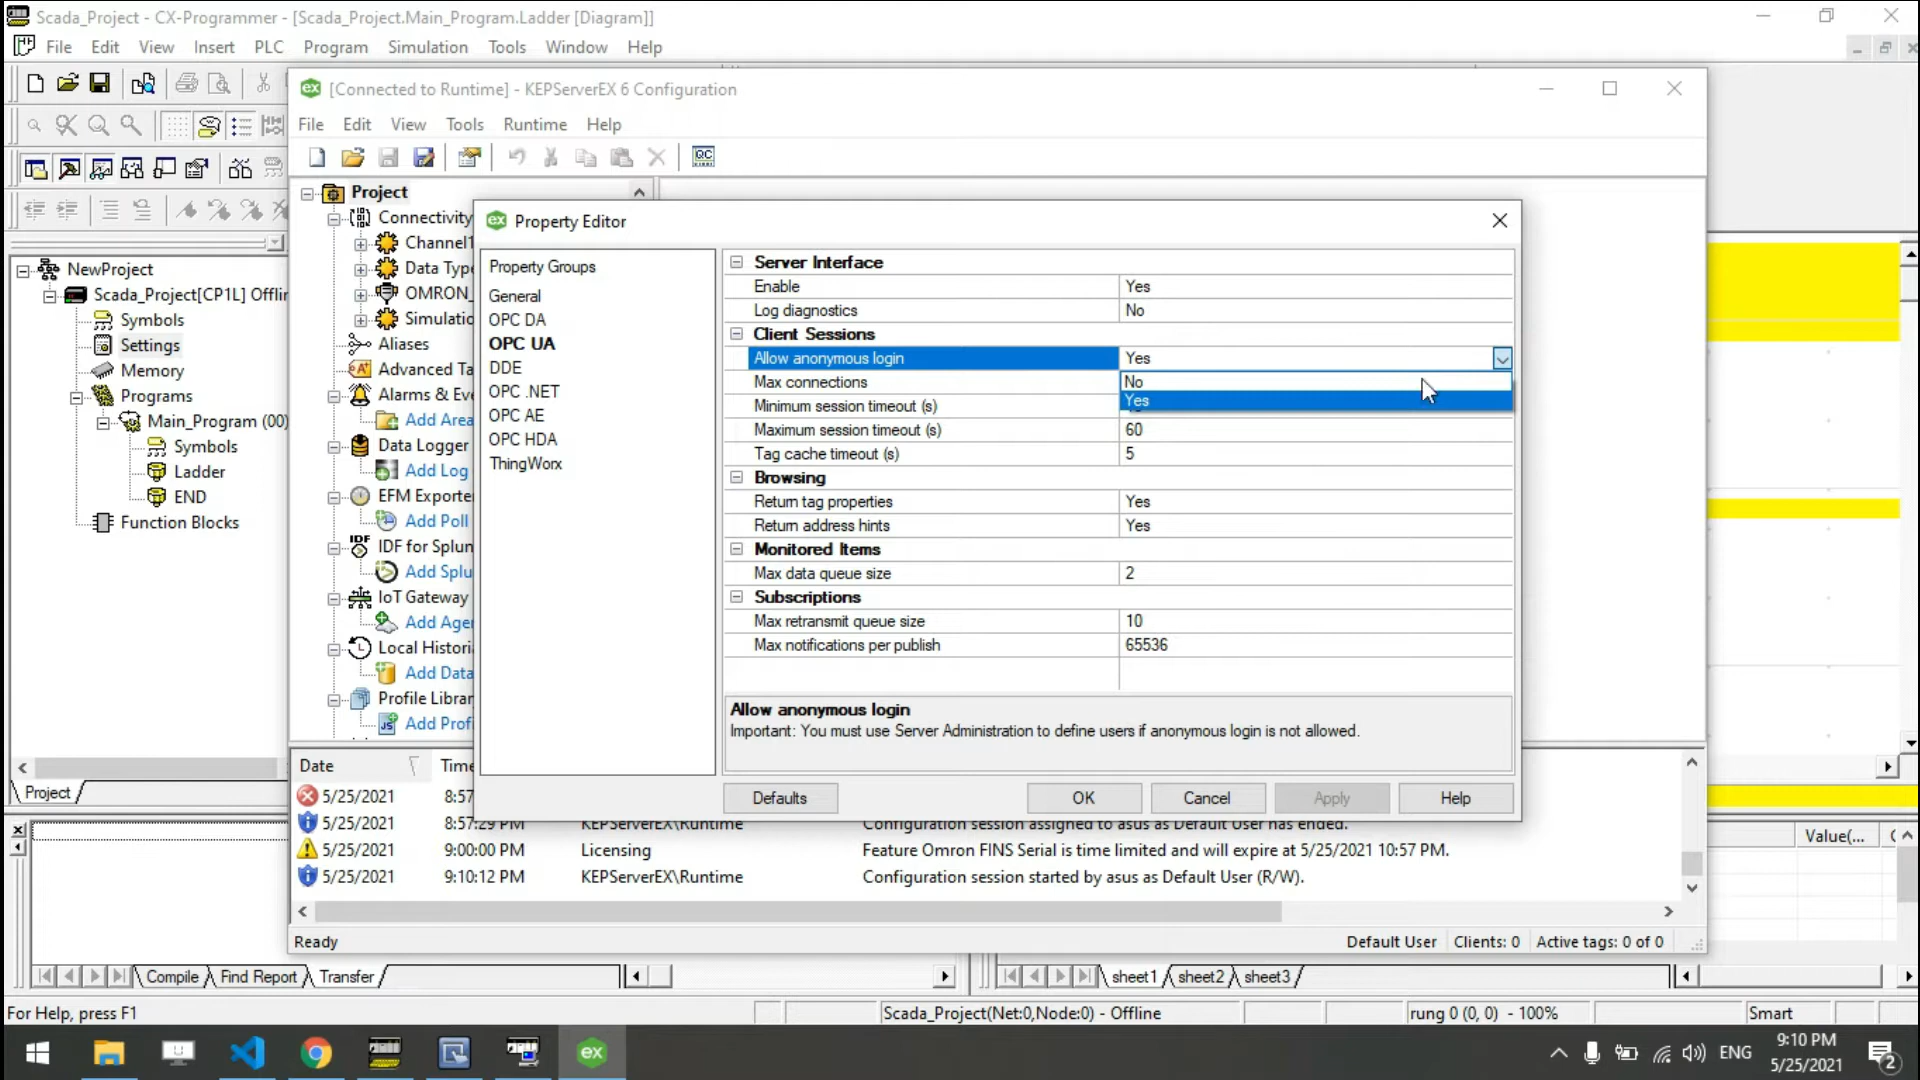 Scada_Project - CX-Programmer - [Scada_Project.Main_Program.Ladder [Diagram]]
File Edit View Insert PLC Program Simulation Tools Window Help
[Connected to Runtime] - KEPServerEX 6 Configuration
File Edit View Tools Runtime Help
QC
NewProject
Scada_Project[CP1L] Offlin
Symbols
Settings
Memory
Programs
Main_Program (00)
Symbols
Ladder
END
Function Blocks
Project
Project
Connectivity
Channel1
Data Type
OMRON_
Simulatio
Aliases
Advanced Ta
Alarms & Eve
Add Area
Data Logger
Add Log
EFM Exporte
Add Poll
IDF for Splun
Add Splu
IoT Gateway
Add Ager
Local Histori
Add Data
Profile Librar
Add Profi
Property Editor
Property Groups
General
OPC DA
OPC UA
DDE
OPC .NET
OPC AE
OPC HDA
ThingWorx
Server Interface
Enable Yes
Log diagnostics No
Client Sessions
Allow anonymous login Yes
Max connections No
Yes
Minimum session timeout (s)
Maximum session timeout (s) 60
Tag cache timeout (s) 5
Browsing
Return tag properties Yes
Return address hints Yes
Monitored Items
Max data queue size 2
Subscriptions
Max retransmit queue size 10
Max notifications per publish 65536
Allow anonymous login
Important: You must use Server Administration to define users if anonymous login is not allowed.
Defaults OK Cancel Apply Help
Date Time
5/25/2021 8:57
5/25/2021 8:57:29 PM KEPServerEX\Runtime Configuration session assigned to asus as Default User has ended.
5/25/2021 9:00:00 PM Licensing Feature Omron FINS Serial is time limited and will expire at 5/25/2021 10:57 PM.
5/25/2021 9:10:12 PM KEPServerEX\Runtime Configuration session started by asus as Default User (R/W).
Ready Default User Clients: 0 Active tags: 0 of 0
Value(...
Compile Find Report Transfer
sheet1 sheet2 sheet3
For Help, press F1 Scada_Project(Net:0,Node:0) - Offline rung 0 (0, 0) - 100% Smart
ex
ENG
9:10 PM
5/25/2021
2